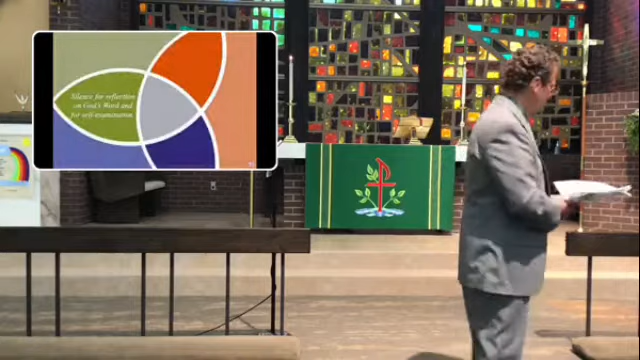 Silence for reflection
on God's Word and
for self-examination.